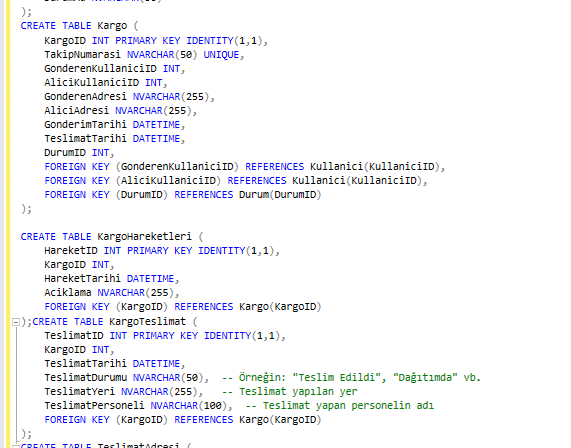 );
CREATE TABLE Kargo (
KargoID INT PRIMARY KEY IDENTITY(1,1),
TakipNumarasi NVARCHAR(50) UNIQUE,
GonderenKullaniciID INT,
AliciKullaniciID INT,
GonderenAdresi NVARCHAR(255),
AliciAdresi NVARCHAR(255),
GonderimTarihi DATETIME,
TeslimatTarihi DATETIME,
DurumID INT,
FOREIGN KEY (GonderenKullaniciID) REFERENCES Kullanici(KullaniciID),
FOREIGN KEY (AliciKullaniciID) REFERENCES Kullanici(KullaniciID),
FOREIGN KEY (DurumID) REFERENCES Durum(DurumID)
);
CREATE TABLE KargoHareketleri (
HareketID INT PRIMARY KEY IDENTITY(1,1),
KargoID INT,
HareketTarihi DATETIME,
Aciklama NVARCHAR(255),
FOREIGN KEY (KargoID) REFERENCES Kargo(KargoID)
);CREATE TABLE KargoTeslimat (
TeslimatID INT PRIMARY KEY IDENTITY(1,1),
KargoID INT,
TeslimatTarihi DATETIME,
TeslimatDurumu NVARCHAR(50), -- Örneğin: "Teslim Edildi", "Dağıtımda" vb.
TeslimatYeri NVARCHAR(255), -- Teslimat yapılan yer
TeslimatPersoneli NVARCHAR(100), -- Teslimat yapan personelin adı
FOREIGN KEY (KargoID) REFERENCES Kargo(KargoID)
);
CREATE TABLE TeslimatAdresi (